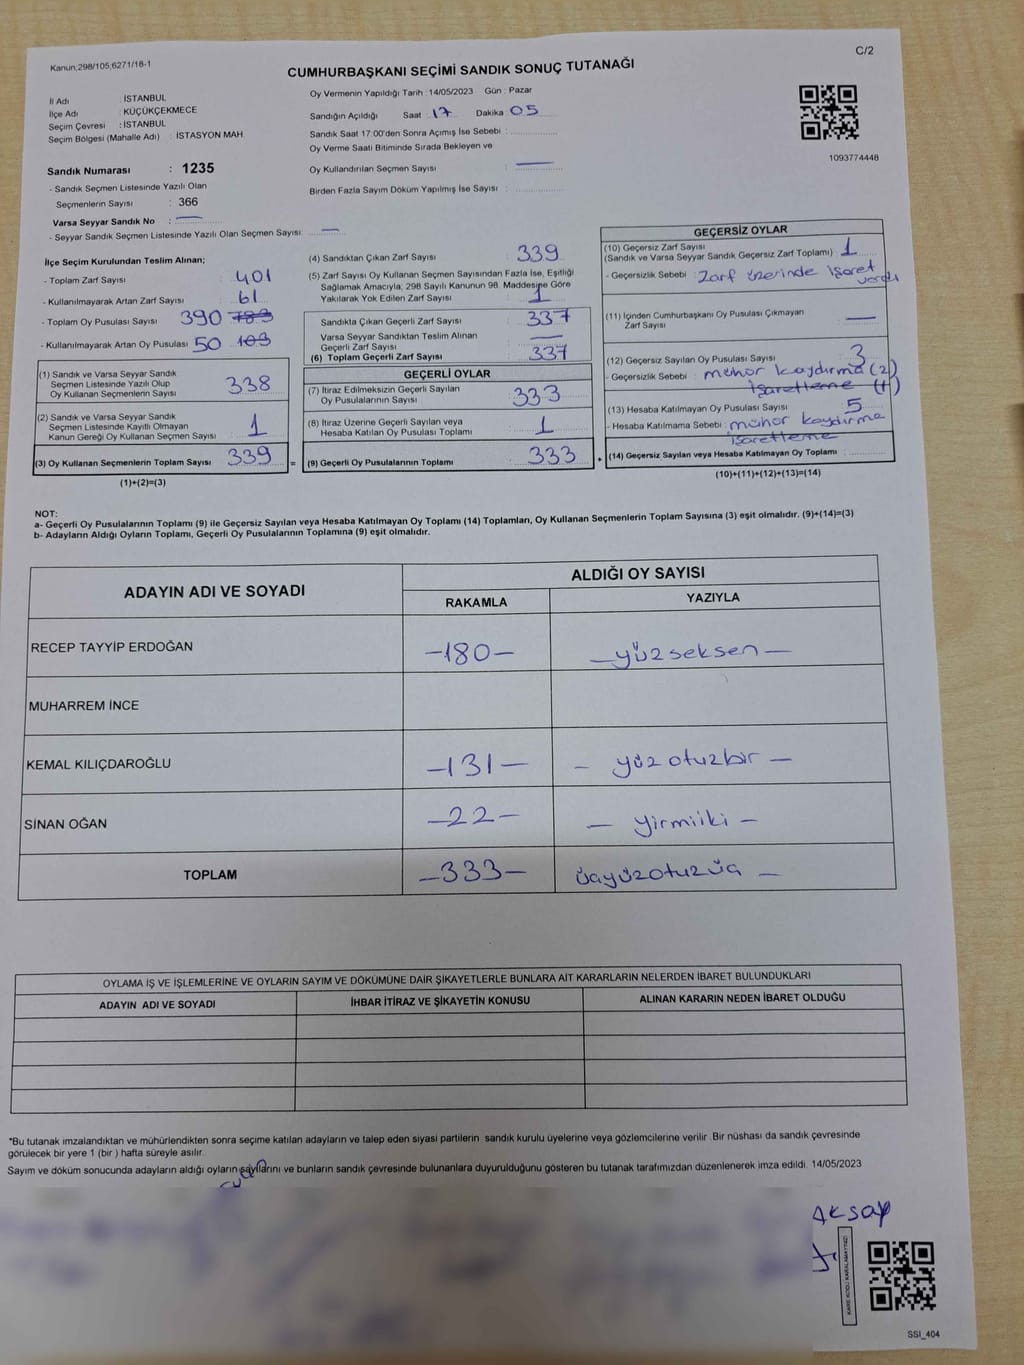 Kanun;298/105;6271/18-1
C/2
CUMHURBAŞKANI SEÇİMİ SANDIK SONUÇ TUTANAĞI
İl Adı : İSTANBUL
İlçe Adı : KÜÇÜKÇEKMECE
Seçim Çevresi : İSTANBUL
Seçim Bölgesi (Mahalle Adı) : İSTASYON MAH.
Sandık Numarası : 1235
- Sandık Seçmen Listesinde Yazılı Olan
Seçmenlerin Sayısı : 366
Varsa Seyyar Sandık No : —
- Seyyar Sandık Seçmen Listesinde Yazılı Olan Seçmen Sayısı: —
Oy Vermenin Yapıldığı Tarih : 14/05/2023 Gün : Pazar
Sandığın Açıldığı Saat 17 Dakika 05
Sandık Saat 17:00'den Sonra Açımış İse Sebebi :
Oy Verme Saati Bitiminde Sırada Bekleyen ve
Oy Kullandırılan Seçmen Sayısı : —
Birden Fazla Sayım Döküm Yapılmış İse Sayısı :
1093774448
İlçe Seçim Kurulundan Teslim Alınan;
- Toplam Zarf Sayısı 401
- Kullanılmayarak Artan Zarf Sayısı 61
- Toplam Oy Pusulası Sayısı 390 783
- Kullanılmayarak Artan Oy Pusulası 50 103
(1) Sandık ve Varsa Seyyar Sandık
Seçmen Listesinde Yazılı Olup
Oy Kullanan Seçmenlerin Sayısı 338
(2) Sandık ve Varsa Seyyar Sandık
Seçmen Listesinde Kayıtlı Olmayan
Kanun Gereği Oy Kullanan Seçmen Sayısı 1
(3) Oy Kullanan Seçmenlerin Toplam Sayısı 339 =
(1)+(2)=(3)
(4) Sandıktan Çıkan Zarf Sayısı 339
(5) Zarf Sayısı Oy Kullanan Seçmen Sayısından Fazla İse, Eşitliği
Sağlamak Amacıyla; 298 Sayılı Kanunun 98. Maddesine Göre
Yakılarak Yok Edilen Zarf Sayısı : 1
Sandıkta Çıkan Geçerli Zarf Sayısı : 337
Varsa Seyyar Sandıktan Teslim Alınan
Geçerli Zarf Sayısı : —
(6) Toplam Geçerli Zarf Sayısı : 337
GEÇERLİ OYLAR
(7) İtiraz Edilmeksizin Geçerli Sayılan
Oy Pusulalarının Sayısı : 333
(8) İtiraz Üzerine Geçerli Sayılan veya
Hesaba Katılan Oy Pusulası Toplamı : 1
(9) Geçerli Oy Pusulalarının Toplamı : 333 +
GEÇERSİZ OYLAR
(10) Geçersiz Zarf Sayısı
(Sandık ve Varsa Seyyar Sandık Geçersiz Zarf Toplamı) : 1
- Geçersizlik Sebebi : Zarf üzerinde işaret
vardı
(11) İçinden Cumhurbaşkanı Oy Pusulası Çıkmayan
Zarf Sayısı —
(12) Geçersiz Sayılan Oy Pusulası Sayısı : 3
- Geçersizlik Sebebi : mühür kaydırma (2)
işaretleme (1)
(13) Hesaba Katılmayan Oy Pusulası Sayısı : 5
- Hesaba Katılmama Sebebi : mühür kaydırma
işaretleme
(14) Geçersiz Sayılan veya Hesaba Katılmayan Oy Toplamı :
(10)+(11)+(12)+(13)=(14)
NOT:
a- Geçerli Oy Pusulalarının Toplamı (9) ile Geçersiz Sayılan veya Hesaba Katılmayan Oy Toplamı (14) Toplamları, Oy Kullanan Seçmenlerin Toplam Sayısına (3) eşit olmalıdır. (9)+(14)=(3)
b- Adayların Aldığı Oyların Toplamı, Geçerli Oy Pusulalarının Toplamına (9) eşit olmalıdır.
ADAYIN ADI VE SOYADI ALDIĞI OY SAYISI
RAKAMLA YAZIYLA
RECEP TAYYİP ERDOĞAN —180— —yüzseksen—
MUHARREM İNCE
KEMAL KILIÇDAROĞLU —131— — yüzotuzbir —
SİNAN OĞAN —22— — yirmiiki —
TOPLAM —333— üçyüzotuzüç —
OYLAMA İŞ VE İŞLEMLERİNE VE OYLARIN SAYIM VE DÖKÜMÜNE DAİR ŞİKAYETLERLE BUNLARA AİT KARARLARIN NELERDEN İBARET BULUNDUKLARI
ADAYIN ADI VE SOYADI İHBAR İTİRAZ VE ŞİKAYETİN KONUSU ALINAN KARARIN NEDEN İBARET OLDUĞU
*Bu tutanak imzalandıktan ve mühürlendikten sonra seçime katılan adayların ve talep eden siyasi partilerin sandık kurulu üyelerine veya gözlemcilerine verilir .Bir nüshası da sandık çevresinde
görülecek bir yere 1 (bir ) hafta süreyle asılır.
Sayım ve döküm sonucunda adayların aldığı oyların sayılarını ve bunların sandık çevresinde bulunanlara duyurulduğunu gösteren bu tutanak tarafımızdan düzenlenerek imza edildi. 14/05/2023
Aksay
KARE KODU KARALAMAYINIZ!
SSI_404